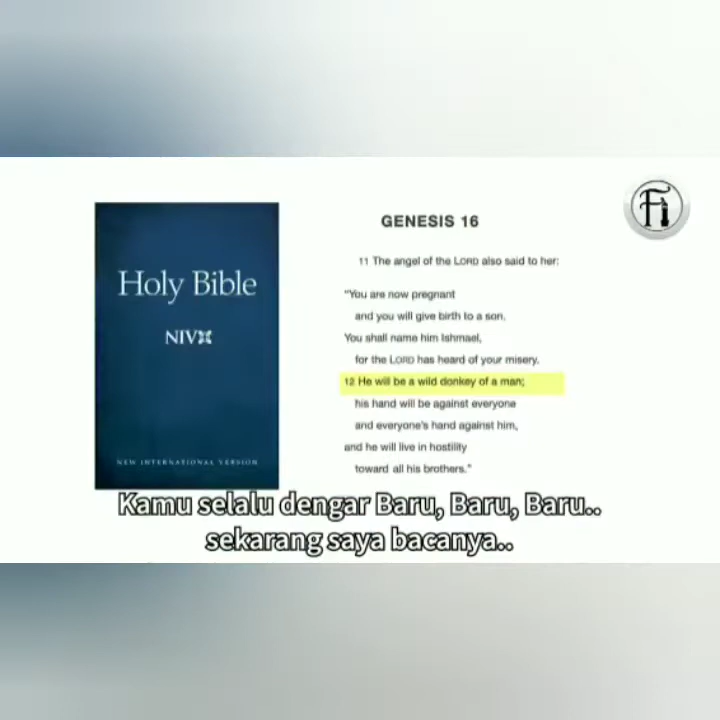 Holy Bible
NIV
NEW INTERNATIONAL VERSION
Fi
GENESIS 16
11 The angel of the LORD also said to her:
"You are now pregnant
and you will give birth to a son.
You shall name him Ishmael,
for the LORD has heard of your misery.
12 He will be a wild donkey of a man;
his hand will be against everyone
and everyone's hand against him,
and he will live in hostility
toward all his brothers."
Kamu selalu dengar Baru, Baru, Baru..
sekarang saya bacanya..